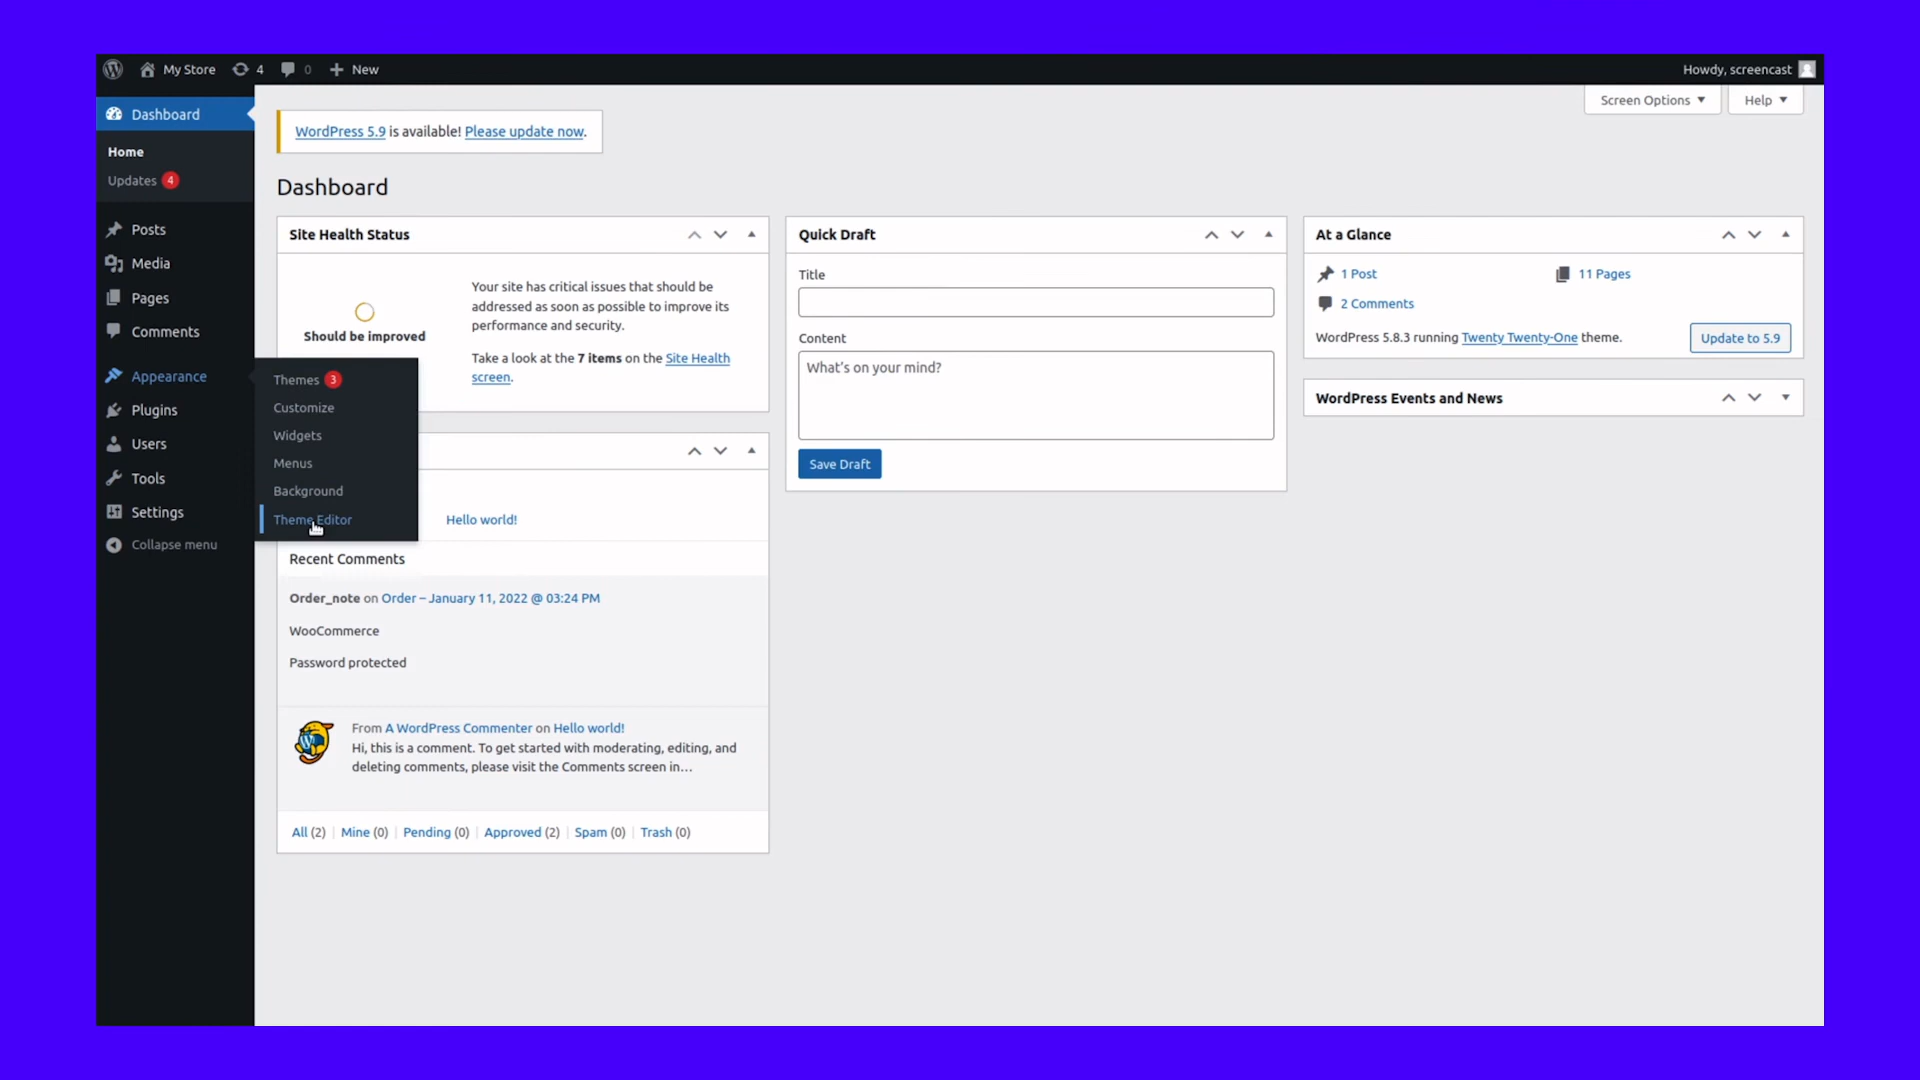 My Store 4 0 New Howdy, screencast
Dashboard
Screen Options Help
WordPress 5.9 is available! Please update now.
Home
Updates 4
Dashboard
Posts
Media
Pages
Comments
Appearance
Plugins
Users
Tools
Settings
Collapse menu
Themes 3
Customize
Widgets
Menus
Background
Theme Editor
Site Health Status
Should be improved
Your site has critical issues that should be
addressed as soon as possible to improve its
performance and security.
Take a look at the 7 items on the Site Health
screen.
Hello world!
Recent Comments
Order_note on Order – January 11, 2022 @ 03:24 PM
WooCommerce
Password protected
From A WordPress Commenter on Hello world!
Hi, this is a comment. To get started with moderating, editing, and
deleting comments, please visit the Comments screen in…
All (2) | Mine (0) | Pending (0) | Approved (2) | Spam (0) | Trash (0)
Quick Draft
Title
Content
What's on your mind?
Save Draft
At a Glance
1 Post 11 Pages
2 Comments
WordPress 5.8.3 running Twenty Twenty-One theme. Update to 5.9
WordPress Events and News